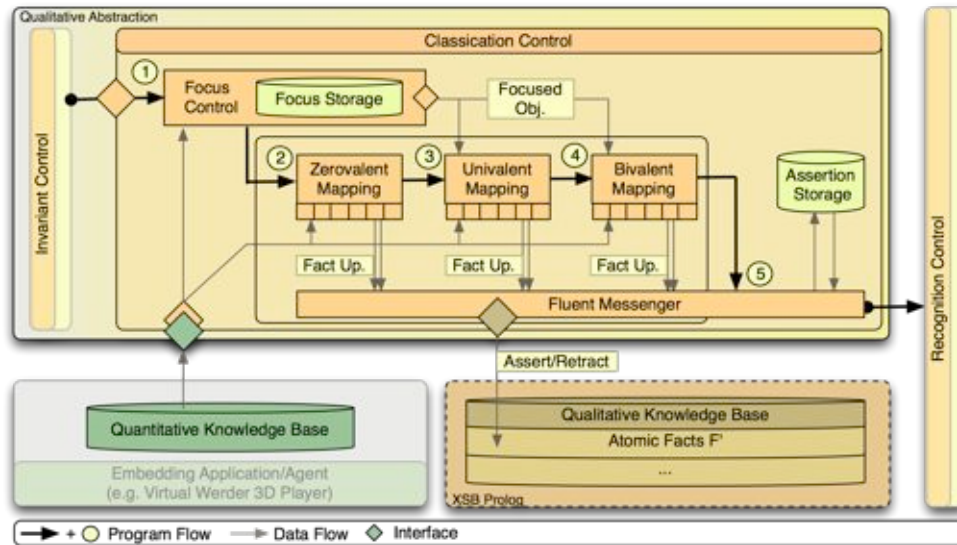 Qualitative Abstraction
Classication Control
Invariant Control
1
Focus
Control
Focus Storage
Focused
Obj.
2
Zerovalent
Mapping
3
Univalent
Mapping
4
Bivalent
Mapping
Assertion
Storage
Fact Up.
Fact Up.
Fact Up.
5
Fluent Messenger
Recognition Control
Assert/Retract
Quantitative Knowledge Base
Embedding Application/Agent
(e.g. Virtual Werder 3D Player)
Qualitative Knowledge Base
Atomic Facts F'
...
XSB Prolog
+ Program Flow
Data Flow
Interface